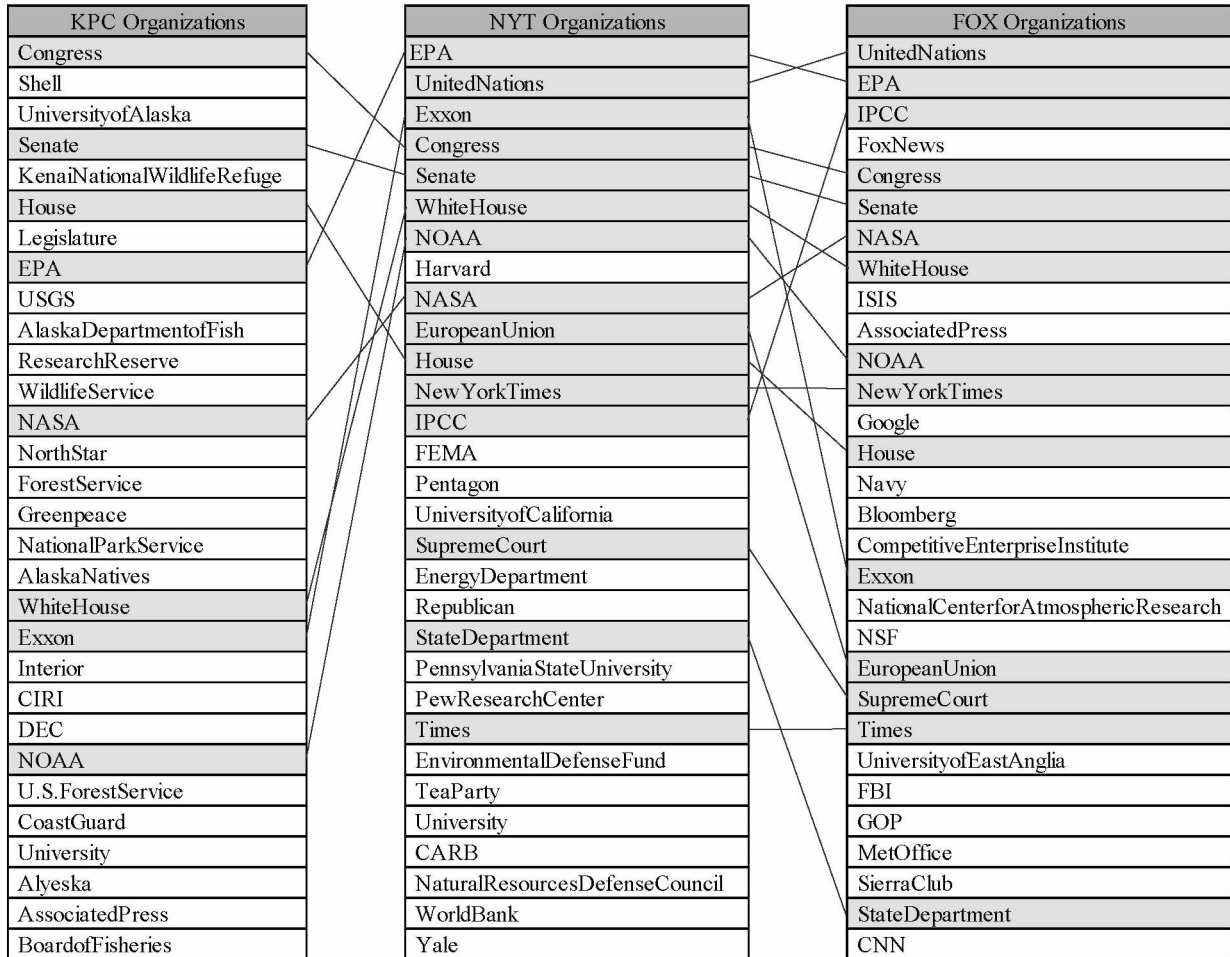 KPC Organizations
Congress
Shell
UniversityofAlaska
Senate
KenaiNationalWildlifeRefuge
House
Legislature
EPA
USGS
AlaskaDepartmentofFish
ResearchReserve
WildlifeService
NASA
NorthStar
ForestService
Greenpeace
NationalParkService
AlaskaNatives
WhiteHouse
Exxon
Interior
CIRI
DEC
NOAA
U.S.ForestService
CoastGuard
University
Alyeska
AssociatedPress
BoardofFisheries
NYT Organizations
EPA
UnitedNations
Exxon
Congress
Senate
WhiteHouse
NOAA
Harvard
NASA
EuropeanUnion
House
NewYorkTimes
IPCC
FEMA
Pentagon
UniversityofCalifornia
SupremeCourt
EnergyDepartment
Republican
StateDepartment
PennsylvaniaStateUniversity
PewResearchCenter
Times
EnvironmentalDefenseFund
TeaParty
University
CARB
NaturalResourcesDefenseCouncil
WorldBank
Yale
FOX Organizations
UnitedNations
EPA
IPCC
FoxNews
Congress
Senate
NASA
WhiteHouse
ISIS
AssociatedPress
NOAA
NewYorkTimes
Google
House
Navy
Bloomberg
CompetitiveEnterpriseInstitute
Exxon
NationalCenterforAtmosphericResearch
NSF
EuropeanUnion
SupremeCourt
Times
UniversityofEastAnglia
FBI
GOP
MetOffice
SierraClub
StateDepartment
CNN